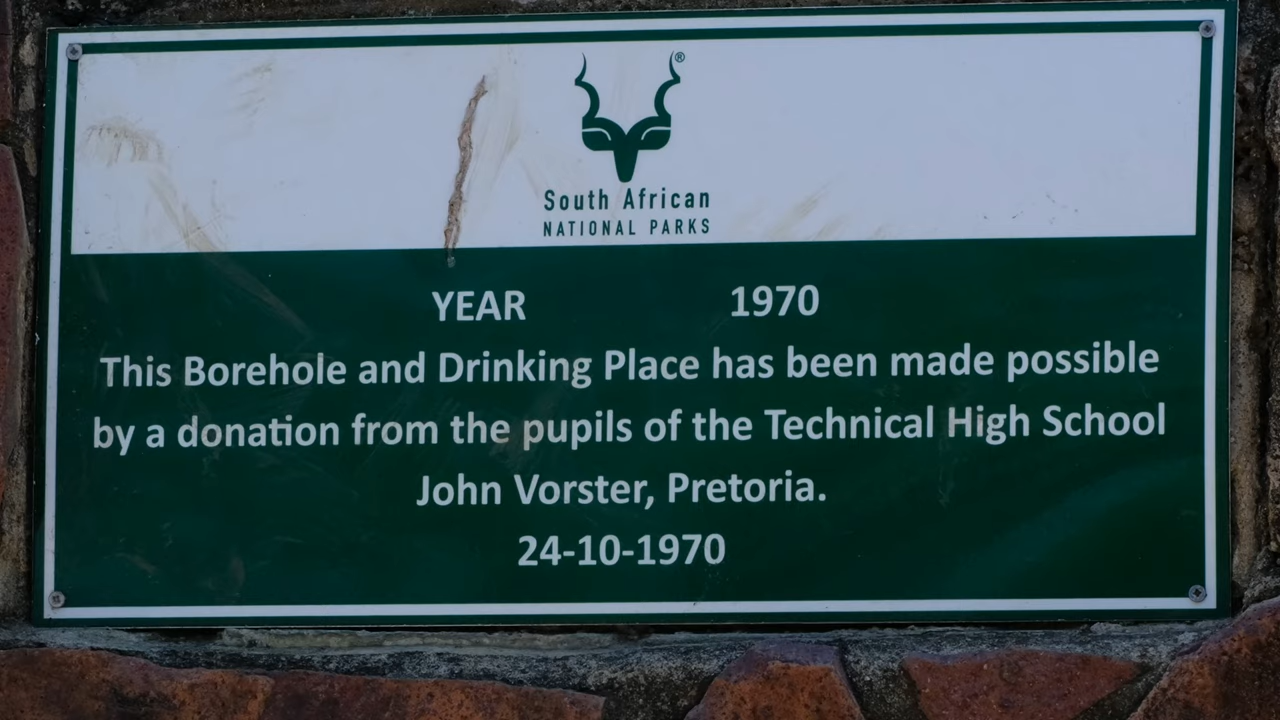 ®
South African
NATIONAL PARKS
YEAR 1970
This Borehole and Drinking Place has been made possible
by a donation from the pupils of the Technical High School
John Vorster, Pretoria.
24-10-1970